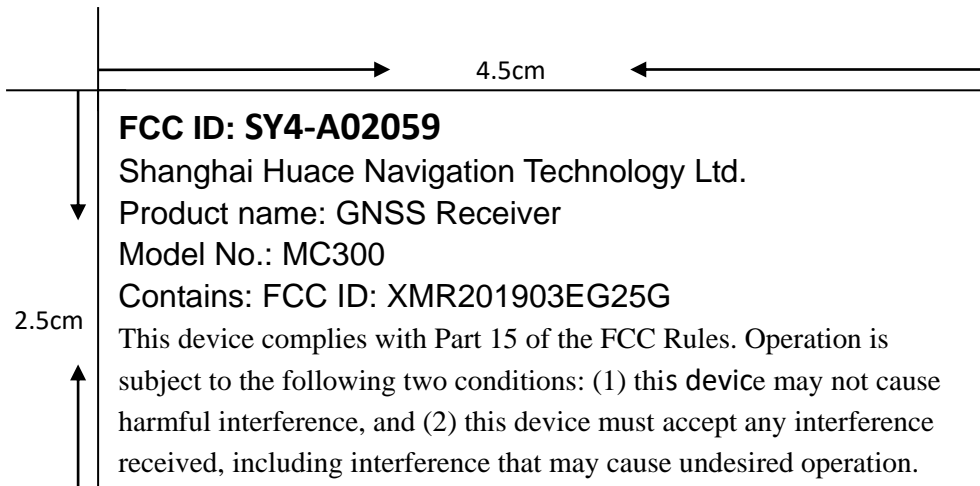 4.5cm
FCC ID: SY4-A02059
Shanghai Huace Navigation Technology Ltd.
Product name: GNSS Receiver
Model No.: MC300
Contains: FCC ID: XMR201903EG25G
2.5cm
This device complies with Part 15 of the FCC Rules. Operation is
subject to the following two conditions: (1) this device may not cause
harmful interference, and (2) this device must accept any interference
received, including interference that may cause undesired operation.